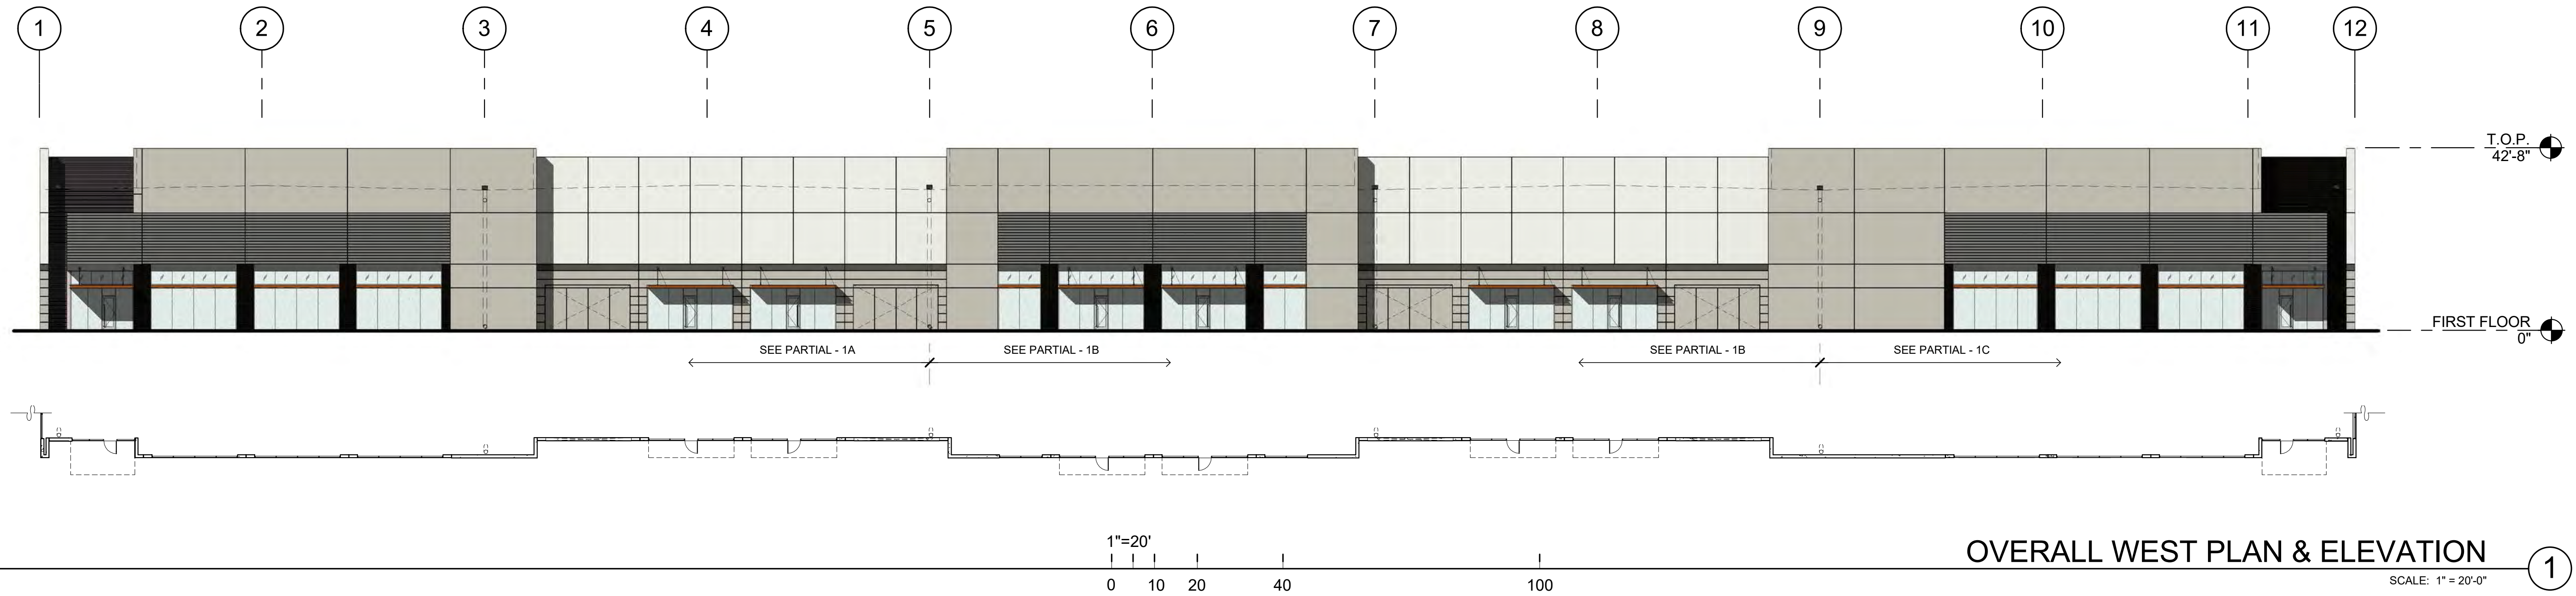 1 2 3 4 5 6 7 8 9 10 11 12
T.O.P.
42'-8"
FIRST FLOOR
0"
SEE PARTIAL - 1A SEE PARTIAL - 1B SEE PARTIAL - 1B SEE PARTIAL - 1C
1"=20'
0 10 20 40 100
OVERALL WEST PLAN & ELEVATION
1
SCALE: 1" = 20'-0"